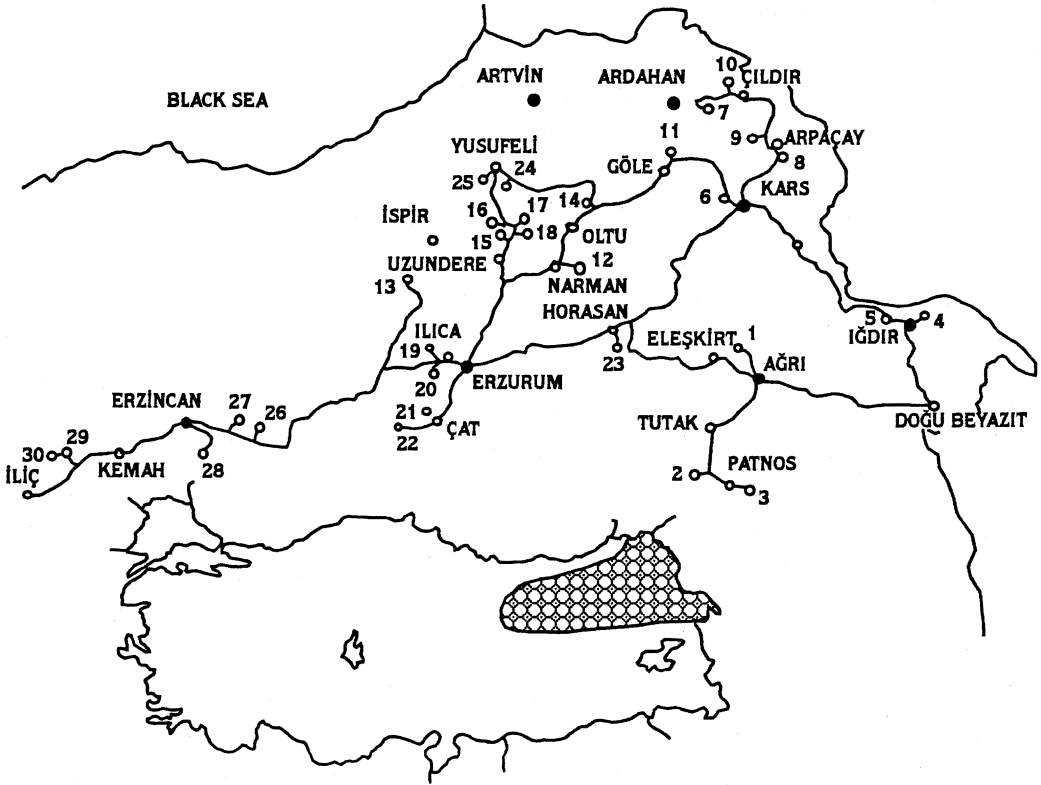 10
ÇILDIR
ARTVİN
ARDAHAN
BLACK SEA
7
11
9
ARPAÇAY
8
YUSUFELİ
24
GÖLE
25
KARS
6
14
İSPİR
16
17
15
18
OLTU
UZUNDERE
12
13
NARMAN
HORASAN
5
4
IĞDIR
ILICA
19
ELEŞKİRT
1
23
AĞRI
20
ERZURUM
ERZİNCAN
27
26
21
22
ÇAT
TUTAK
DOĞU BEYAZIT
29
30
28
KEMAH
İLİÇ
2
PATNOS
3